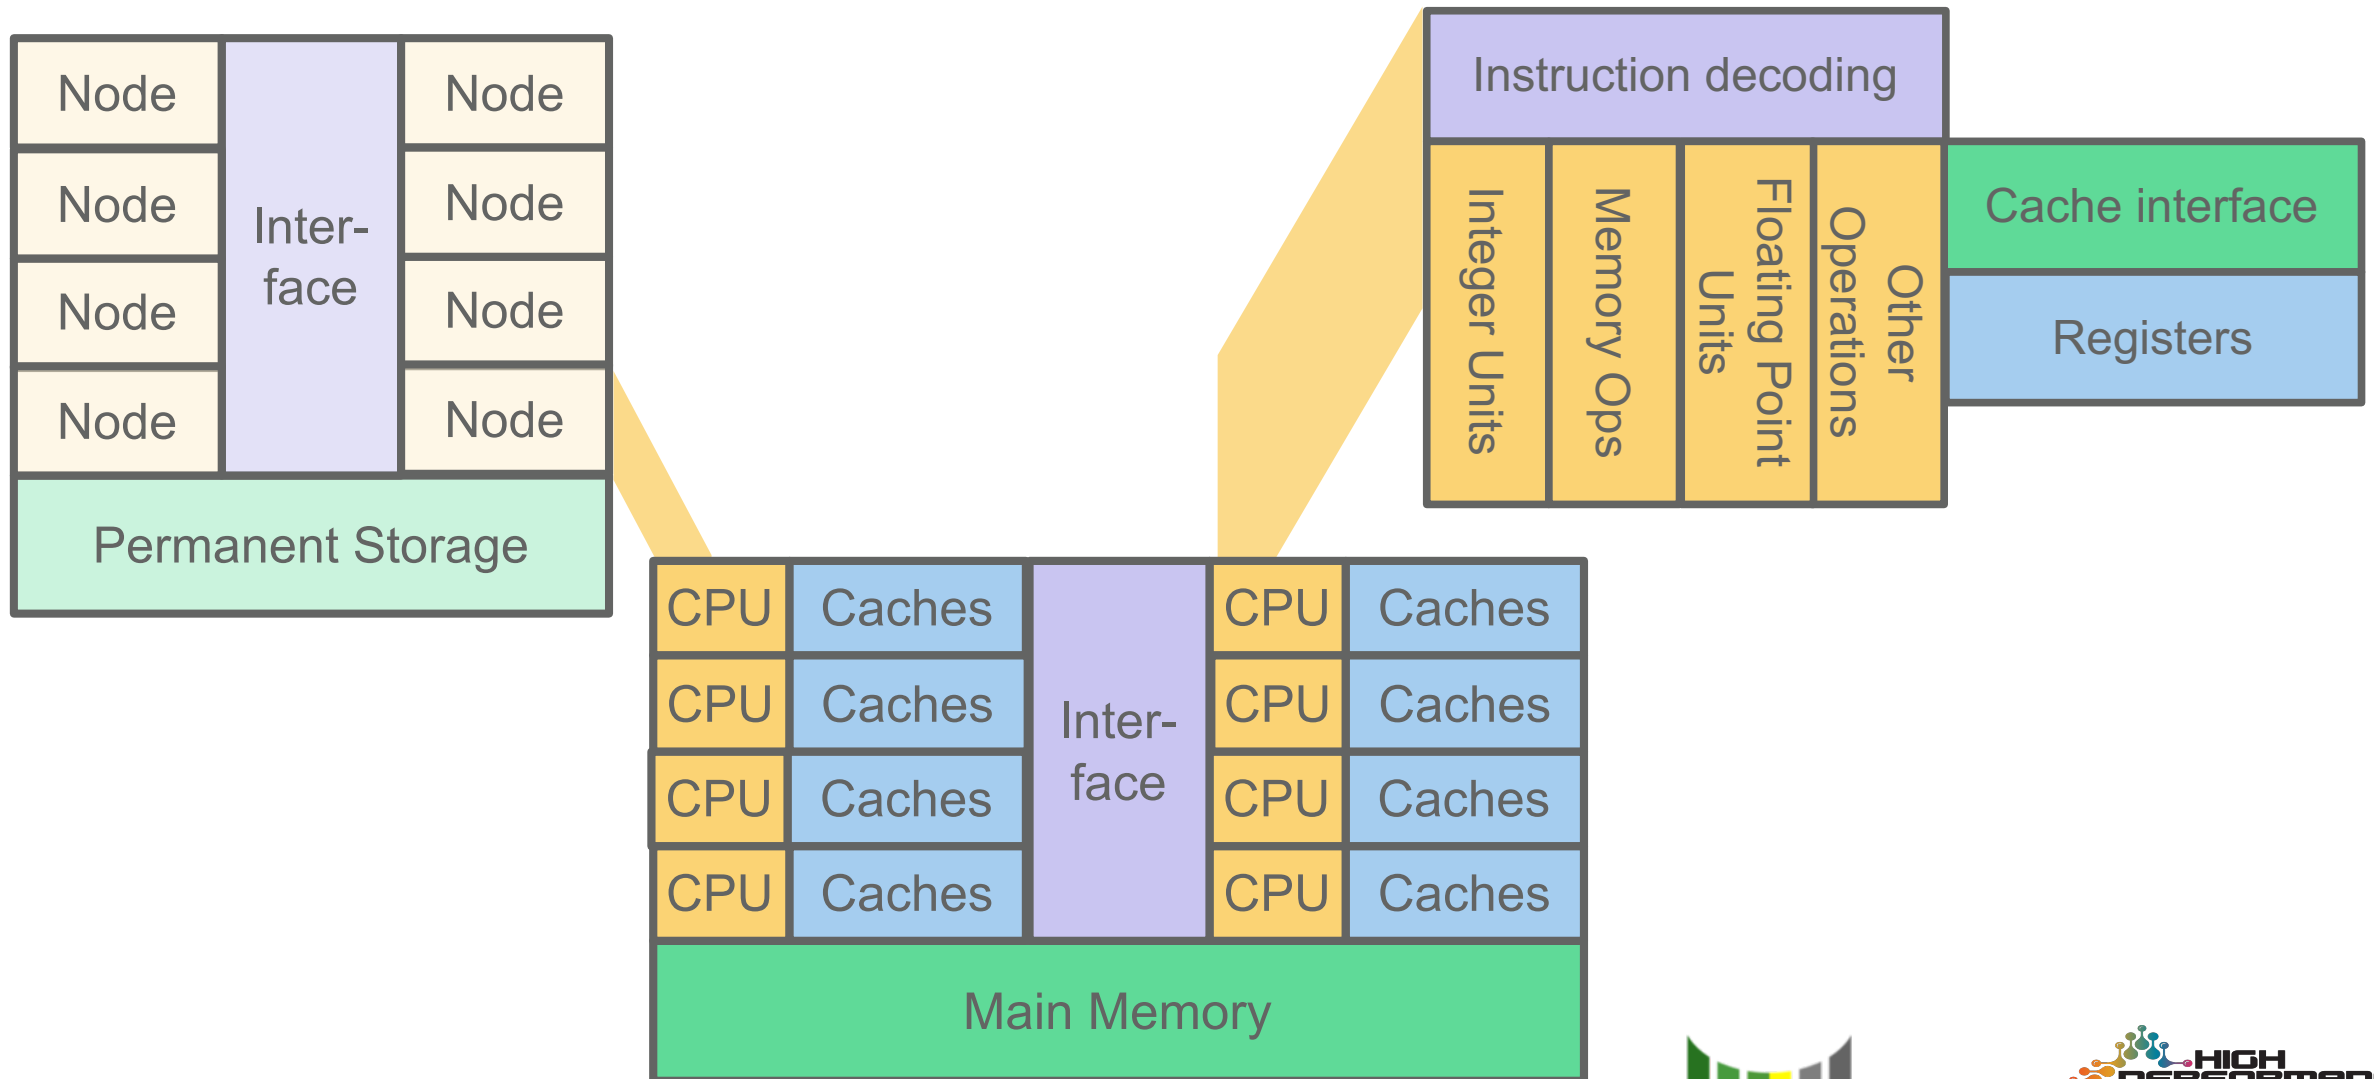 Node
Node
Node
Node
Inter-
face
Node
Node
Node
Node
Permanent Storage
CPU Caches
CPU Caches
CPU Caches
CPU Caches
Inter-
face
CPU Caches
CPU Caches
CPU Caches
CPU Caches
Main Memory
Instruction decoding
Integer Units
Memory Ops
Floating Point
Units
Other
Operations
Cache interface
Registers
HIGH